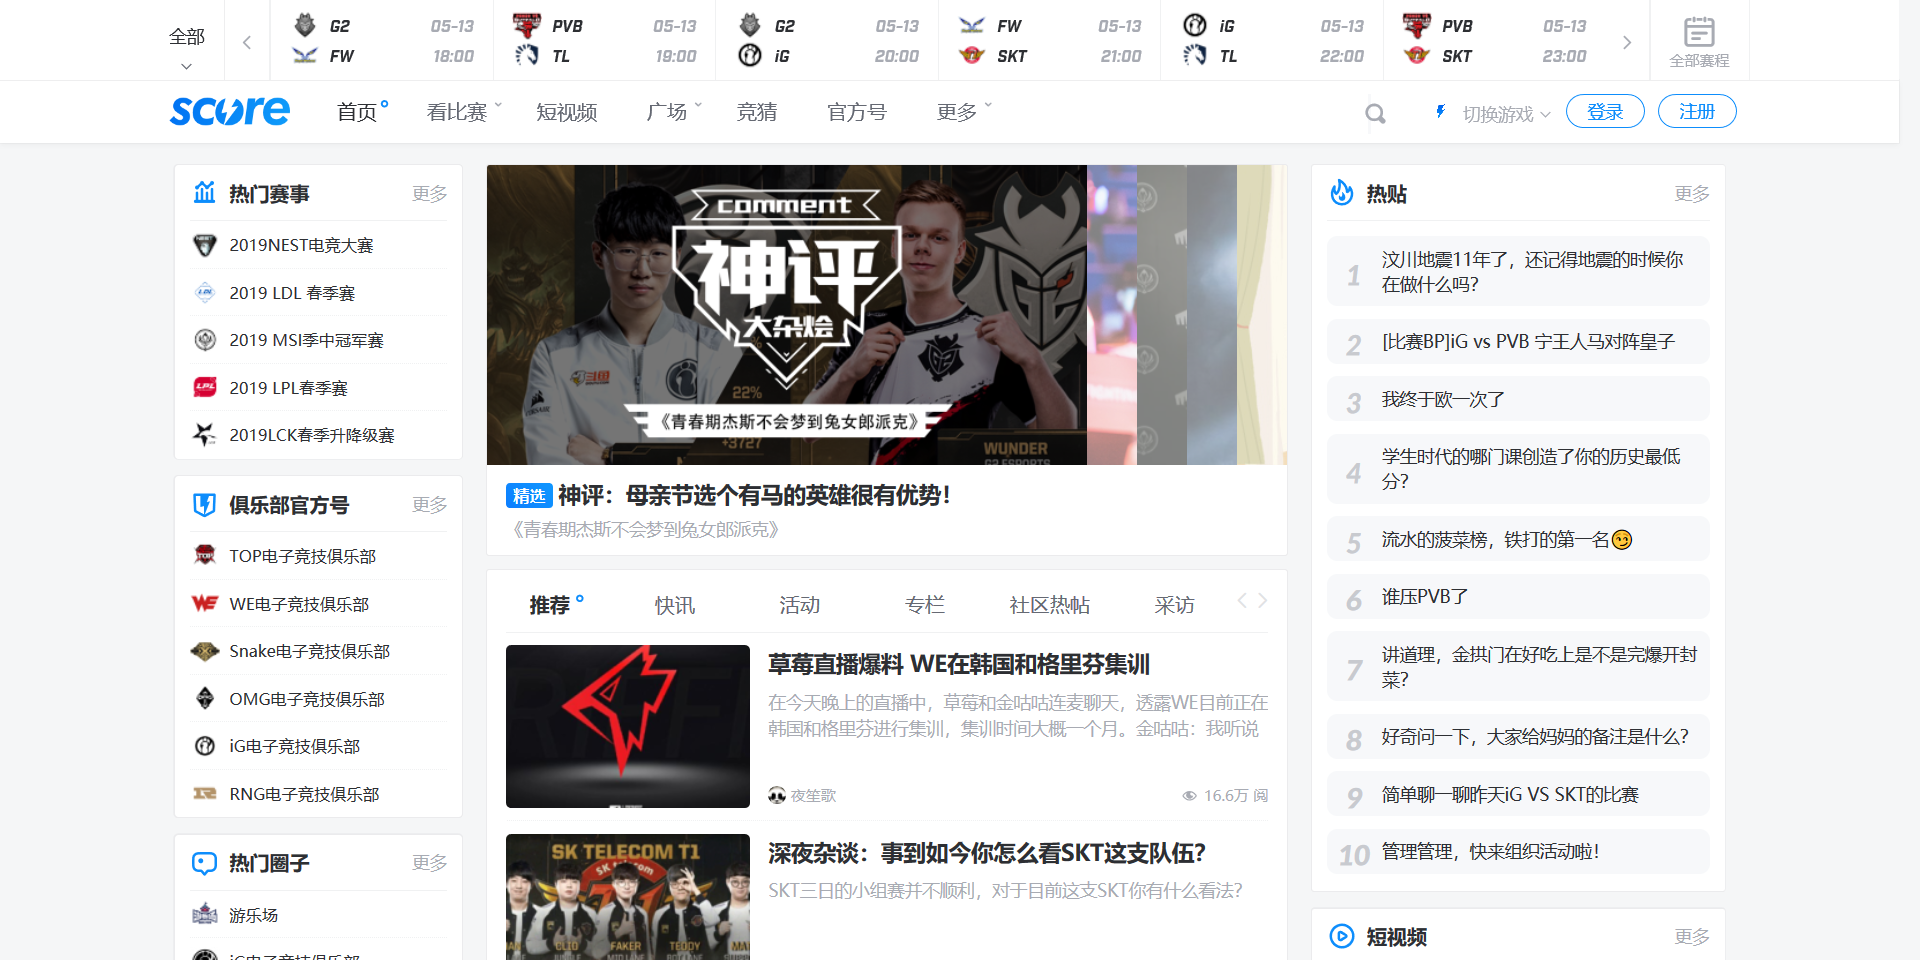 全部
G2 05-13
FW 18:00
PVB 05-13
TL 19:00
G2 05-13
iG 20:00
FW 05-13
SKT 21:00
iG 05-13
TL 22:00
PVB 05-13
SKT 23:00
全部赛程
score
首页
看比赛
短视频
广场
竞猜
官方号
更多
切换游戏
登录
注册
热门赛事 更多
2019NEST电竞大赛
2019 LDL 春季赛
2019 MSI季中冠军赛
2019 LPL春季赛
2019LCK春季升降级赛
俱乐部官方号 更多
TOP电子竞技俱乐部
WE电子竞技俱乐部
Snake电子竞技俱乐部
OMG电子竞技俱乐部
iG电子竞技俱乐部
RNG电子竞技俱乐部
热门圈子 更多
游乐场
iG电子竞技俱乐部
comment
神评
大杂烩
22%
《青春期杰斯不会梦到兔女郎派克》
+3727
WUNDER
G2 ESPORTS
精选 神评：母亲节选个有马的英雄很有优势！
《青春期杰斯不会梦到兔女郎派克》
推荐
快讯
活动
专栏
社区热帖
采访
草莓直播爆料 WE在韩国和格里芬集训
在今天晚上的直播中，草莓和金咕咕连麦聊天，透露WE目前正在
韩国和格里芬进行集训，集训时间大概一个月。金咕咕：我听说
夜笙歌
16.6万 阅
SK TELECOM T1
SK telecom
CLID
FAKER
TEDDY
深夜杂谈：事到如今你怎么看SKT这支队伍？
SKT三日的小组赛并不顺利，对于目前这支SKT你有什么看法？
热贴 更多
1 汶川地震11年了，还记得地震的时候你
在做什么吗？
2 [比赛BP]iG vs PVB 宁王人马对阵皇子
3 我终于欧一次了
4 学生时代的哪门课创造了你的历史最低
分？
5 流水的菠菜榜，铁打的第一名😏
6 谁压PVB了
7 讲道理，金拱门在好吃上是不是完爆开封
菜？
8 好奇问一下，大家给妈妈的备注是什么？
9 简单聊一聊昨天iG VS SKT的比赛
10 管理管理，快来组织活动啦！
短视频 更多